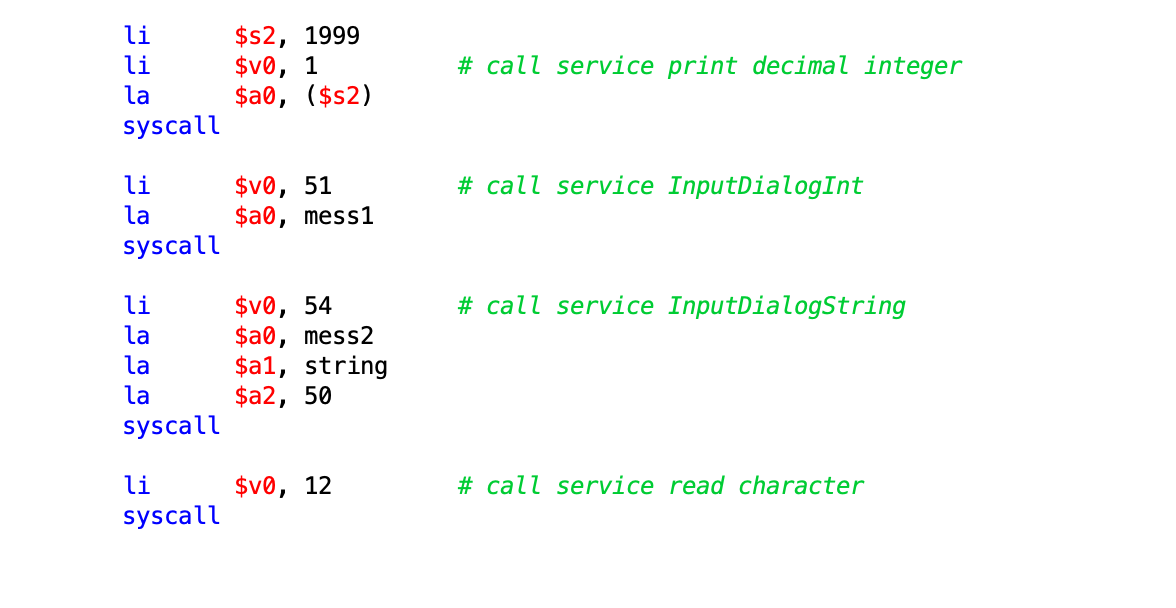 li $s2, 1999
li $v0, 1 # call service print decimal integer
la $a0, ($s2)
syscall
li $v0, 51 # call service InputDialogInt
la $a0, mess1
syscall
li $v0, 54 # call service InputDialogString
la $a0, mess2
la $a1, string
la $a2, 50
syscall
li $v0, 12 # call service read character
syscall